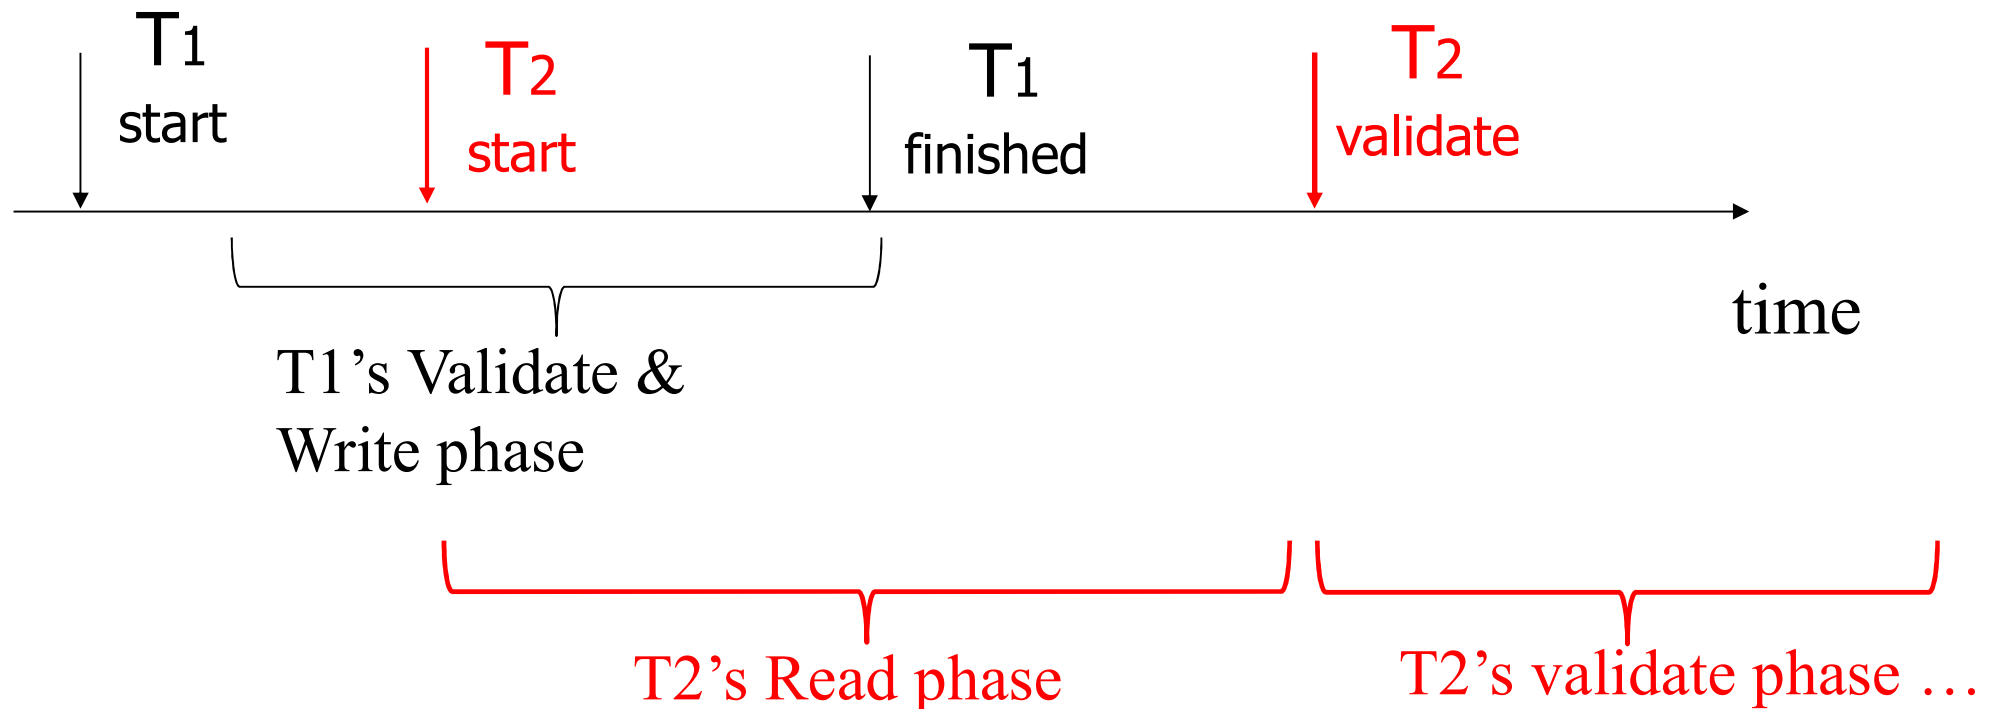 T1
start
T2
start
T1
finished
T2
validate
time
T1’s Validate &
Write phase
T2’s Read phase
T2’s validate phase …